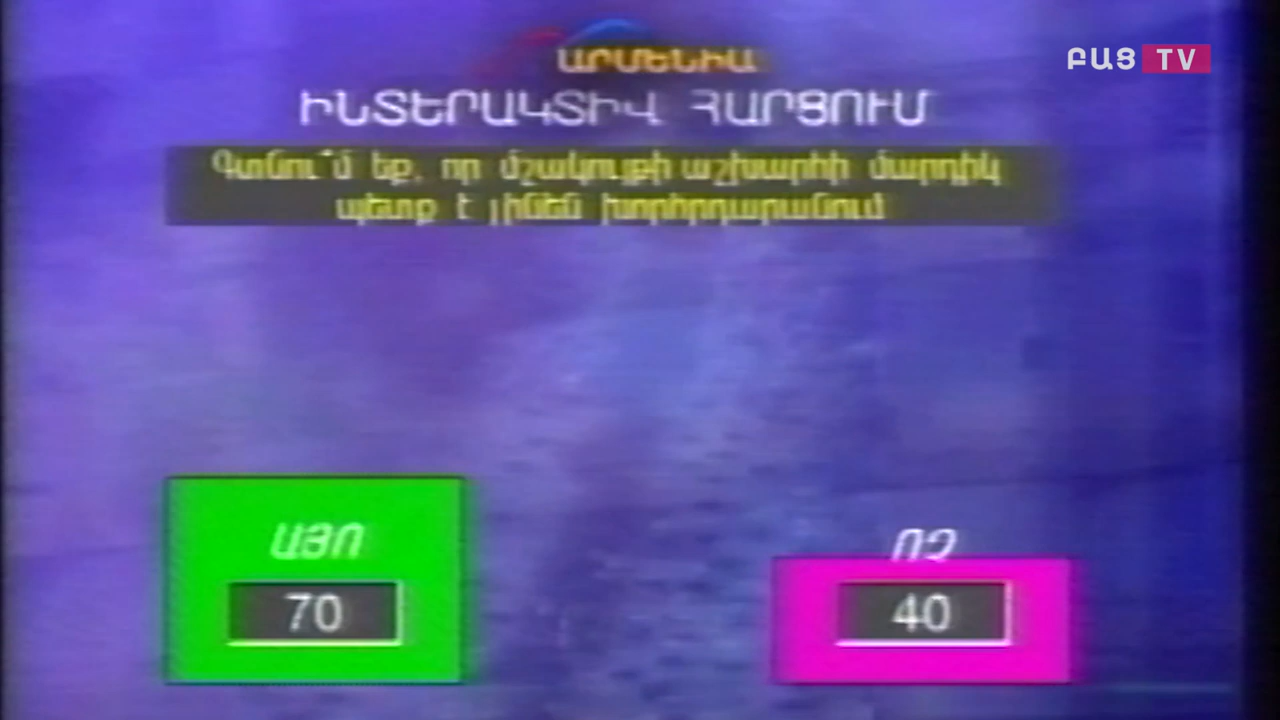 ԱՐՄԵՆԻԱ
ԲԱՑ TV
ԻՆՏԵՐԱԿՏԻՎ ՀԱՐՑՈՒՄ
Գտնու՞մ եք, որ մշակույթի աշխարհի մարդիկ
պետք է լինեն խորհրդարանում
ԱՅՈ
ՈՉ
70
40